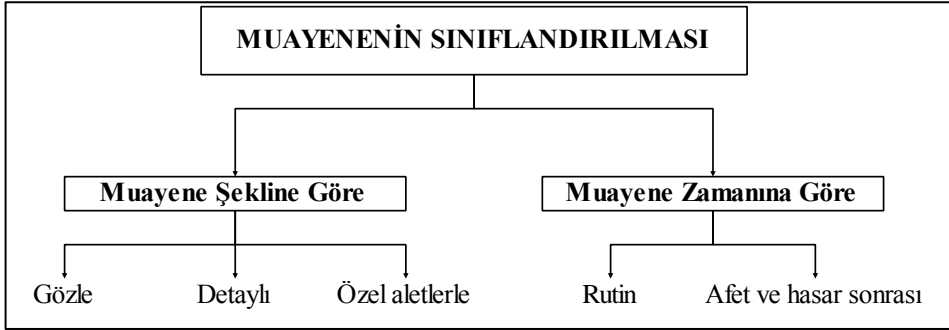 MUAYENENİN SINIFLANDIRILMASI
Muayene Şekline Göre
Muayene Zamanına Göre
Gözle
Detaylı
Özel aletlerle
Rutin
Afet ve hasar sonrası